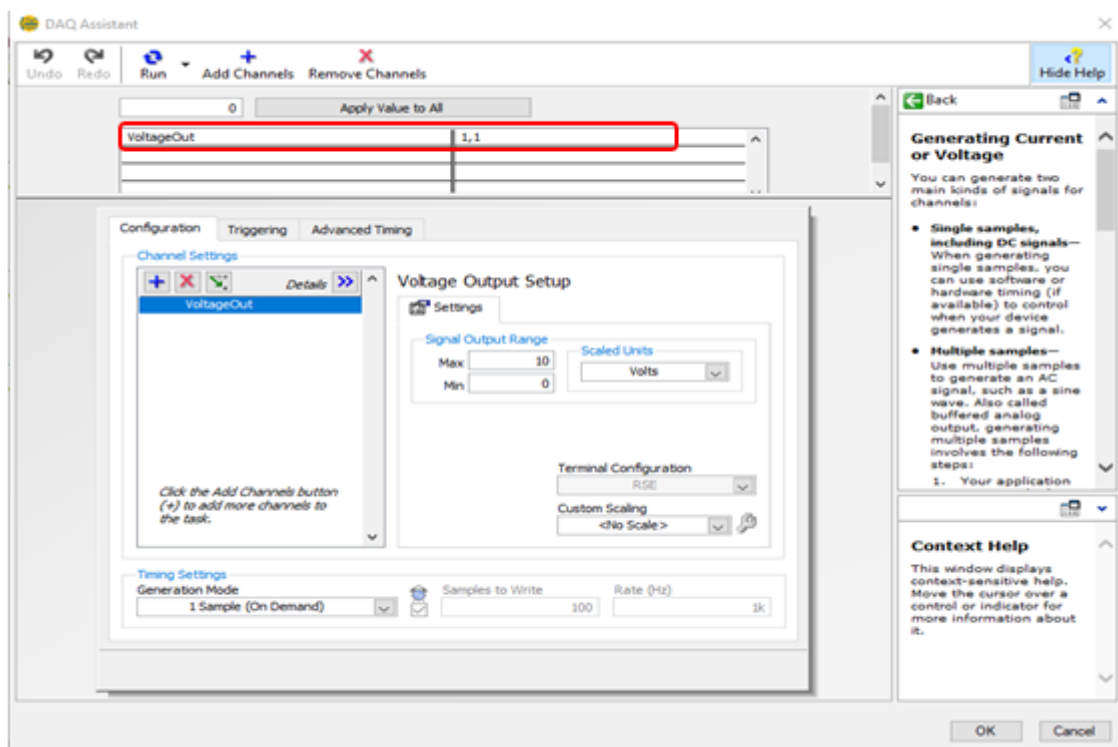 DAQ Assistant
Undo Redo Run Add Channels Remove Channels Hide Help
0 Apply Value to All
VoltageOut 1,1
Configuration Triggering Advanced Timing
Channel Settings
Details
VoltageOut
Click the Add Channels button
(+) to add more channels to
the task.
Voltage Output Setup
Settings
Signal Output Range
Max 10
Min 0
Scaled Units
Volts
Terminal Configuration
RSE
Custom Scaling
<No Scale>
Timing Settings
Generation Mode
1 Sample (On Demand)
Samples to Write
100
Rate (Hz)
1k
Back
Generating Current
or Voltage
You can generate two
main kinds of signals for
channels:
• Single samples,
including DC signals—
When generating
single samples, you
can use software or
hardware timing (if
available) to control
when your device
generates a signal.
• Multiple samples—
Use multiple samples
to generate an AC
signal, such as a sine
wave. Also called
buffered analog
output, generating
multiple samples
involves the following
steps:
1. Your application
Context Help
This window displays
context-sensitive help.
Move the cursor over a
control or indicator for
more information about
it.
OK Cancel